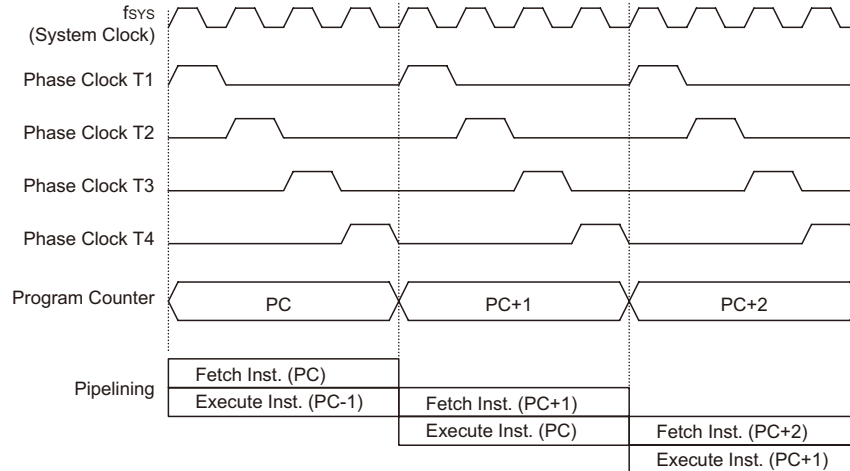 fSYS
(System Clock)
Phase Clock T1
Phase Clock T2
Phase Clock T3
Phase Clock T4
Program Counter
PC
PC+1
PC+2
Pipelining
Fetch Inst. (PC)
Execute Inst. (PC-1)
Fetch Inst. (PC+1)
Execute Inst. (PC)
Fetch Inst. (PC+2)
Execute Inst. (PC+1)